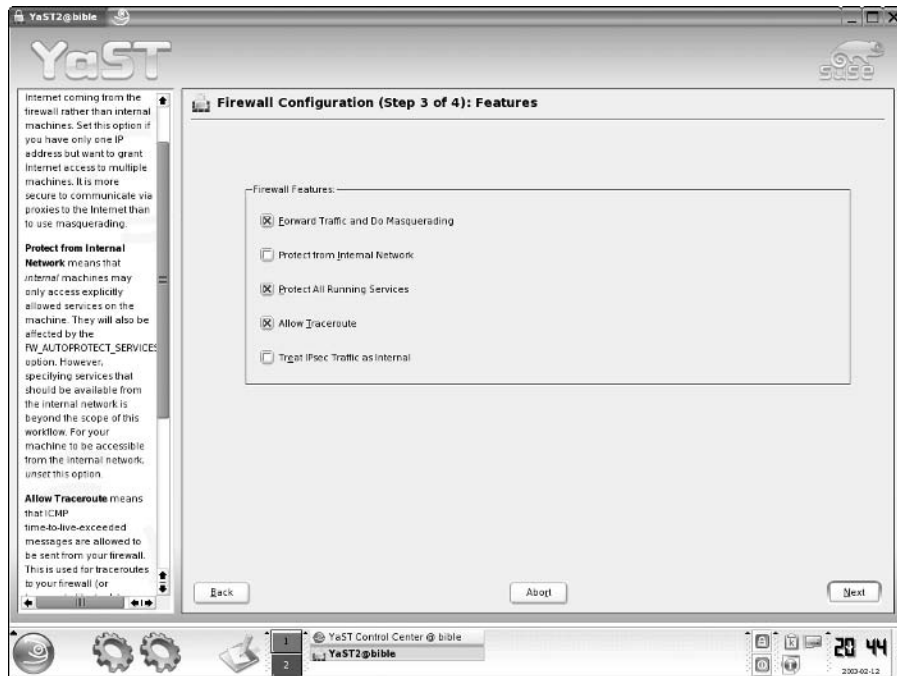 YaST2@bible
YaST
suse
Internet coming from the
firewall rather than internal
machines. Set this option if
you have only one IP
address but want to grant
Internet access to multiple
machines. It is more
secure to communicate via
proxies to the Internet than
to use masquerading.
Protect from Internal
Network means that
internal machines may
only access explicitly
allowed services on the
machine. They will also be
affected by the
FW_AUTOPROTECT_SERVICES
option. However,
specifying services that
should be available from
the internal network is
beyond the scope of this
workflow. For your
machine to be accessible
from the internal network,
unset this option.
Allow Traceroute means
that ICMP
time-to-live-exceeded
messages are allowed to
be sent from your firewall.
This is used for traceroutes
to your firewall (or
Firewall Configuration (Step 3 of 4): Features
Firewall Features:
Forward Traffic and Do Masquerading
Protect from Internal Network
Protect All Running Services
Allow Traceroute
Treat IPsec Traffic as Internal
Back
Abort
Next
1
2
YaST Control Center @ bible
YaST2@bible
20 44
2003-02-12